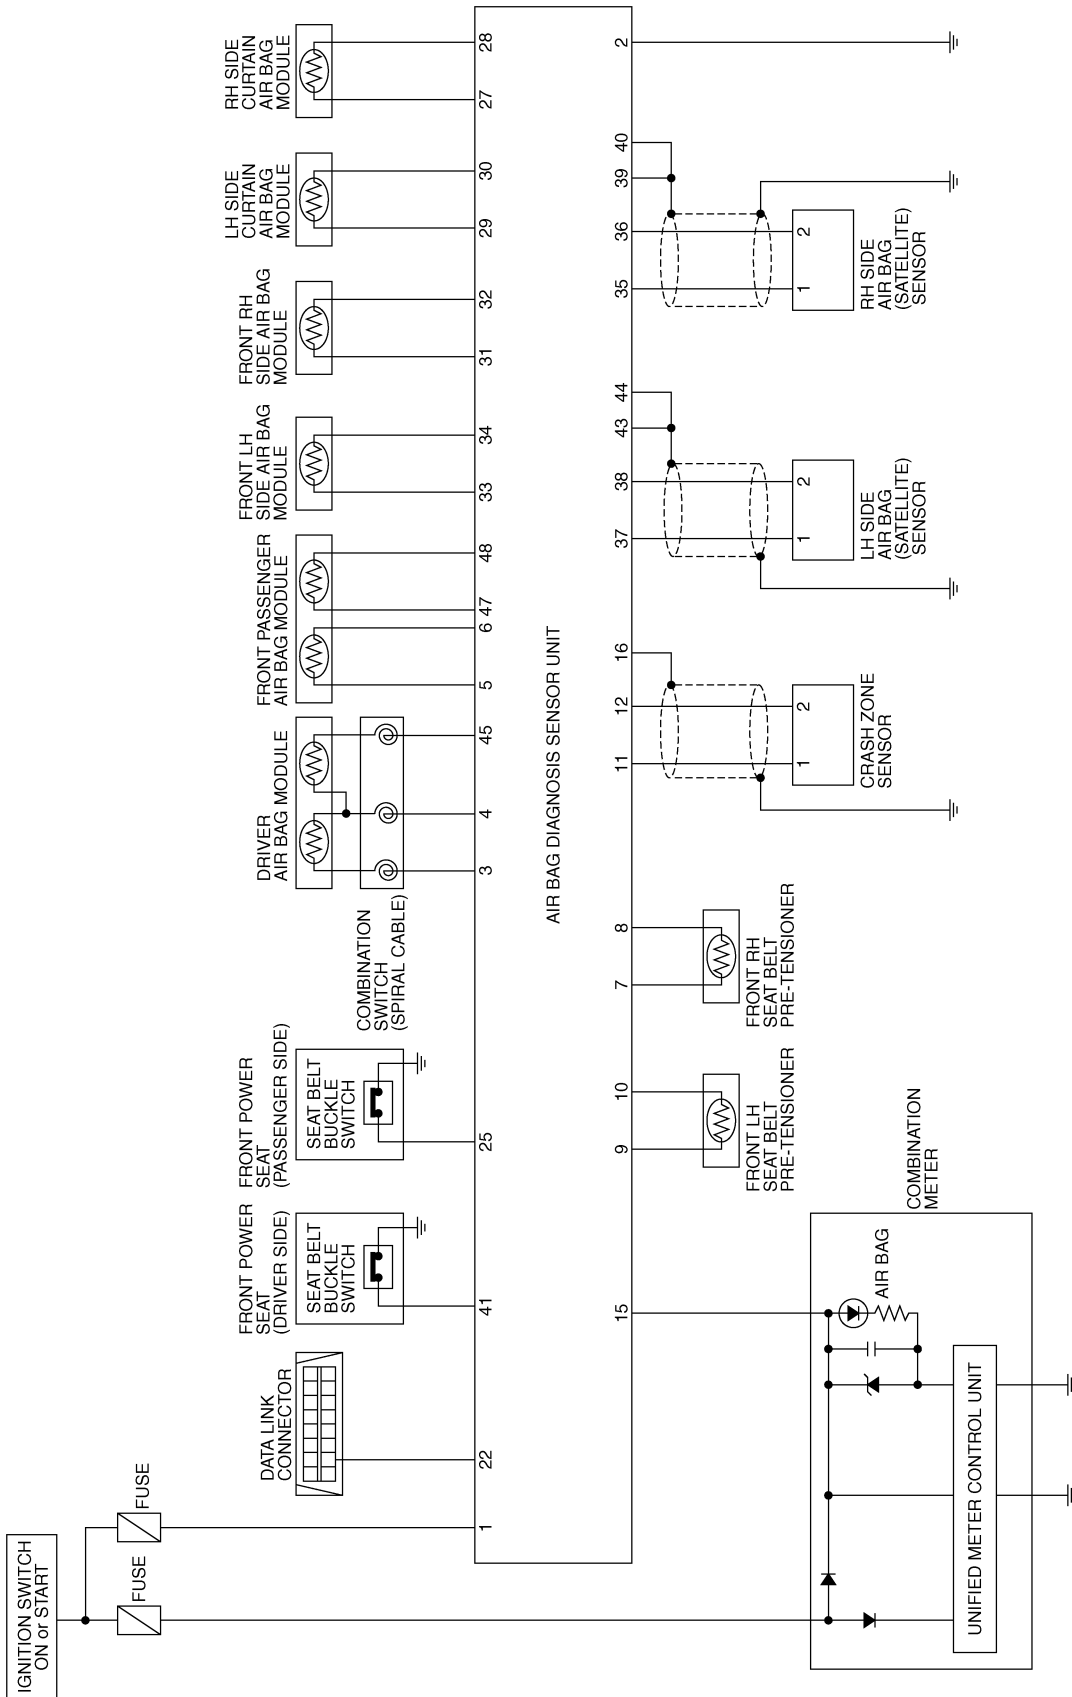 IGNITION SWITCH
ON or START
FUSE
FUSE
DATA LINK
CONNECTOR
22
1
FRONT POWER
SEAT
(DRIVER SIDE)
SEAT BELT
BUCKLE
SWITCH
41
FRONT POWER
SEAT
(PASSENGER SIDE)
SEAT BELT
BUCKLE
SWITCH
25
COMBINATION
SWITCH
(SPIRAL CABLE)
DRIVER
AIR BAG MODULE
3
4
45
FRONT PASSENGER
AIR BAG MODULE
5
6
47
48
FRONT LH
SIDE AIR BAG
MODULE
33
34
FRONT RH
SIDE AIR BAG
MODULE
31
32
LH SIDE
CURTAIN
AIR BAG
MODULE
29
30
RH SIDE
CURTAIN
AIR BAG
MODULE
27
28
AIR BAG DIAGNOSIS SENSOR UNIT
15
9
10
7
8
11
12
16
37
38
43
44
35
36
39
40
2
FRONT LH
SEAT BELT
PRE-TENSIONER
FRONT RH
SEAT BELT
PRE-TENSIONER
1
2
CRASH ZONE
SENSOR
1
2
LH SIDE
AIR BAG
(SATELLITE)
SENSOR
1
2
RH SIDE
AIR BAG
(SATELLITE)
SENSOR
COMBINATION
METER
AIR BAG
UNIFIED METER CONTROL UNIT